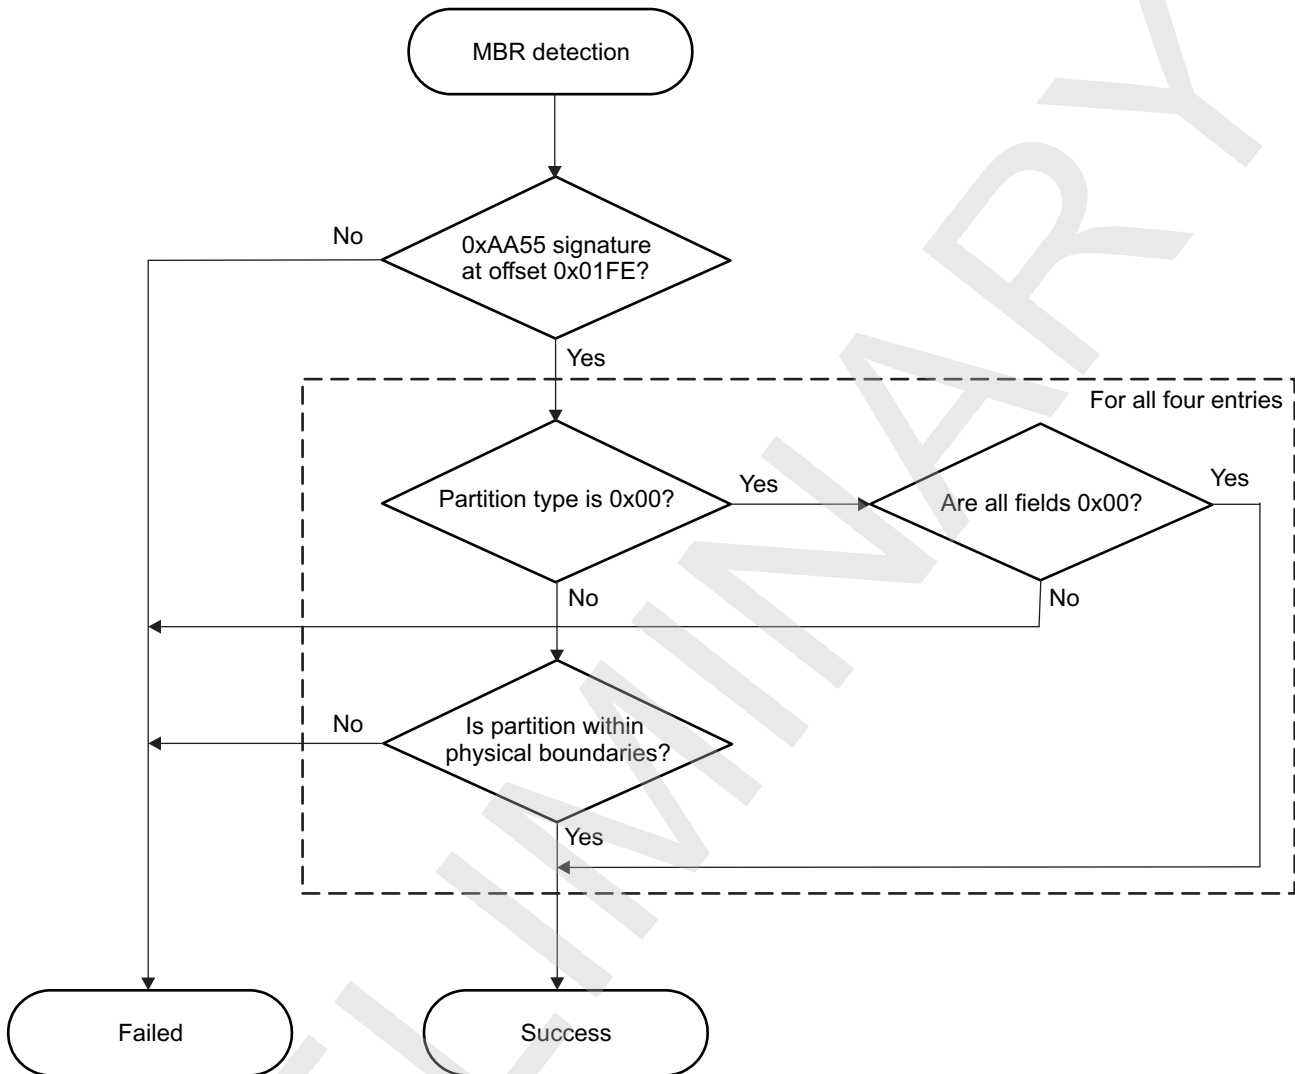 MBR detection
No
0xAA55 signature
at offset 0x01FE?
Yes
For all four entries
Partition type is 0x00?
Yes
Are all fields 0x00?
Yes
No
No
No
Is partition within
physical boundaries?
Yes
Failed
Success
ELIMINARY